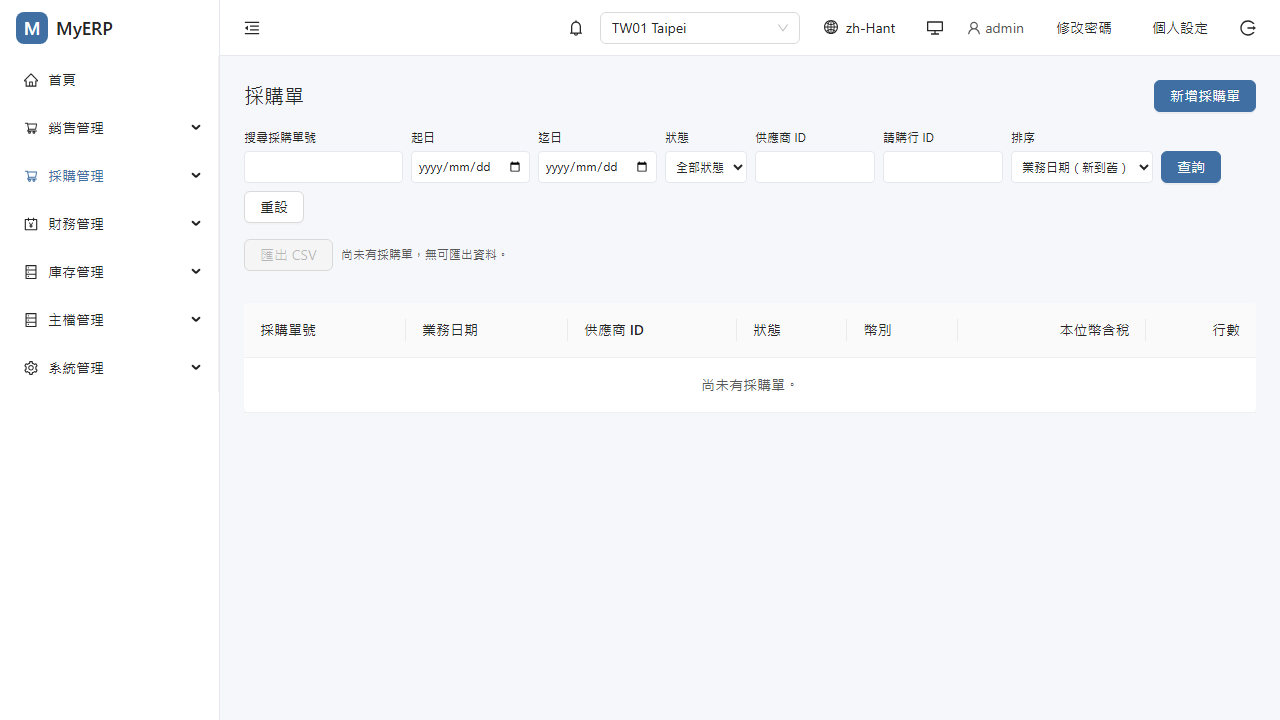 M MyERP
TW01 Taipei
zh-Hant
admin
修改密碼
個人設定
首頁
銷售管理
採購管理
財務管理
庫存管理
主檔管理
系統管理
採購單
新增採購單
搜尋採購單號 起日 迄日 狀態 供應商 ID 請購行 ID 排序
yyyy/mm/dd yyyy/mm/dd 全部狀態 業務日期（新到舊） 查詢
重設
匯出 CSV 尚未有採購單，無可匯出資料。
採購單號 業務日期 供應商 ID 狀態 幣別 本位幣含稅 行數
尚未有採購單。